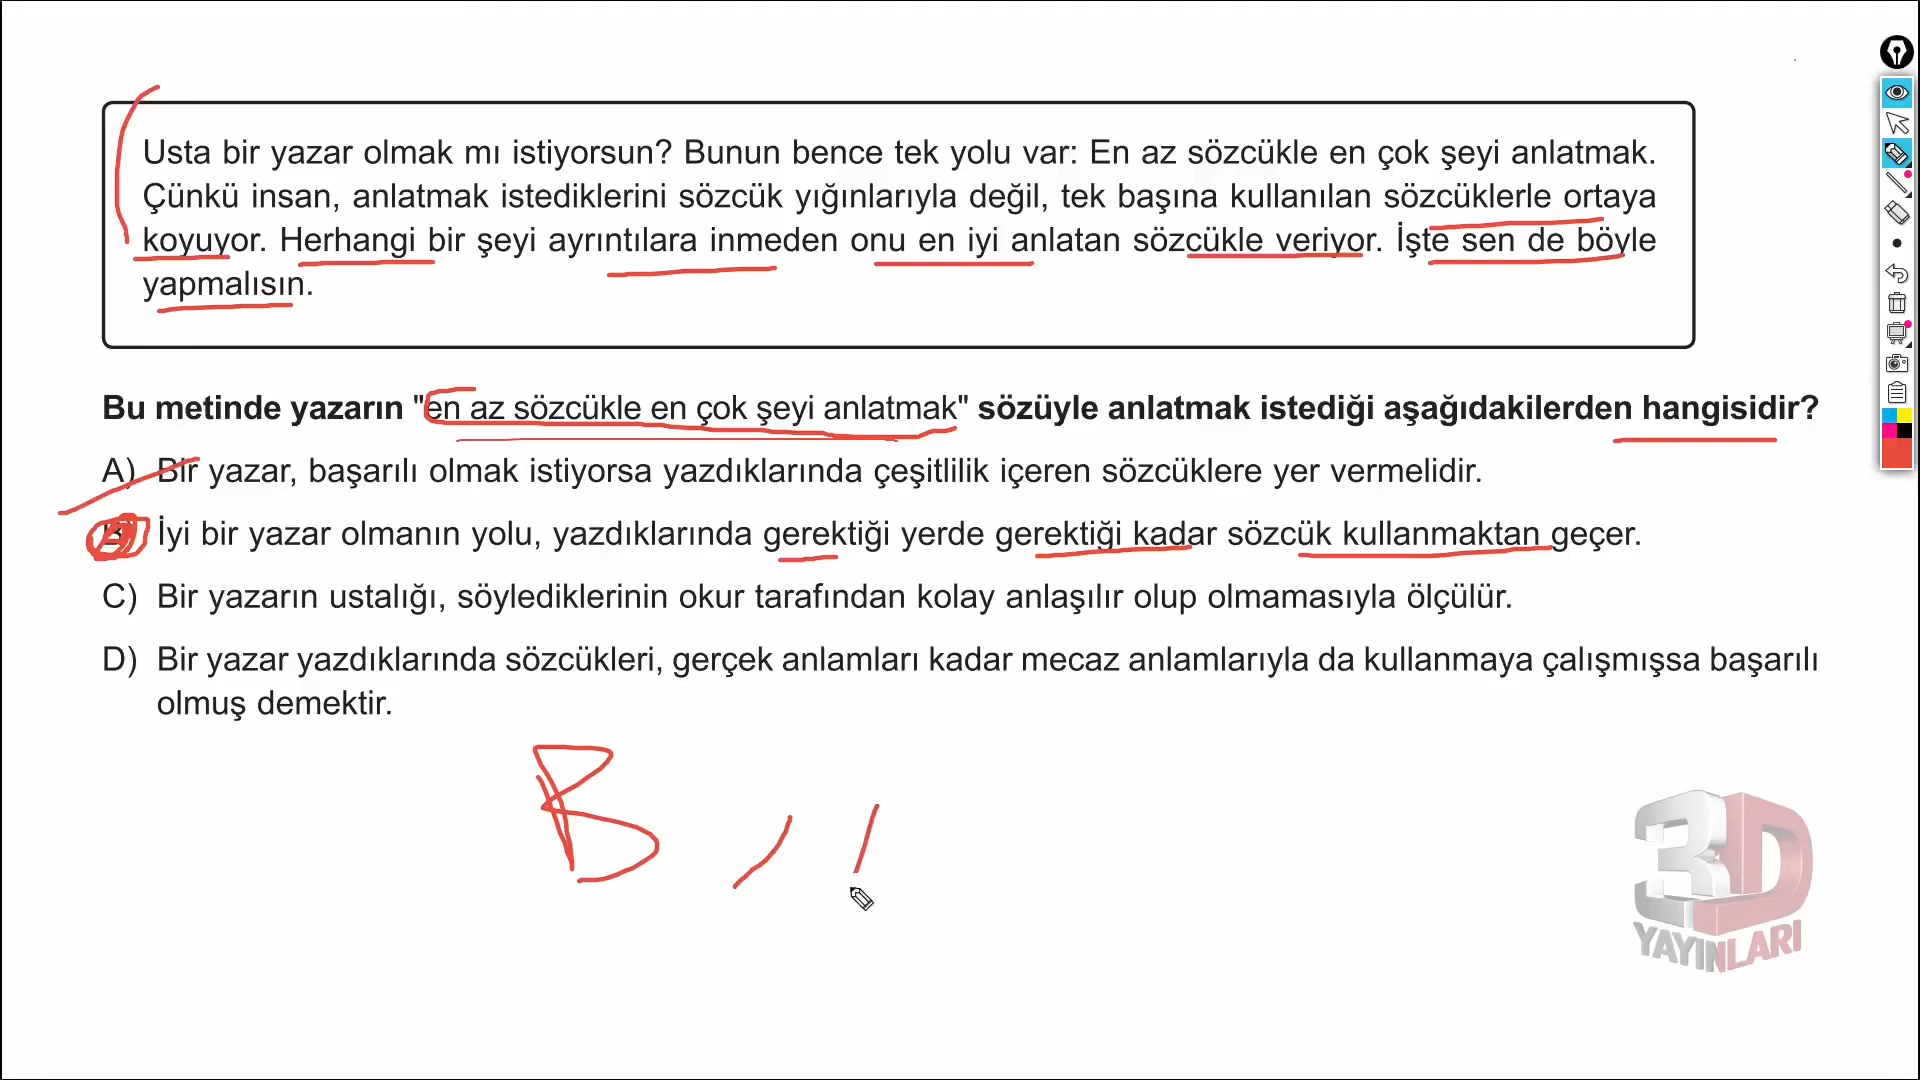 Usta bir yazar olmak mı istiyorsun? Bunun bence tek yolu var: En az sözcükle en çok şeyi anlatmak.
Çünkü insan, anlatmak istediklerini sözcük yığınlarıyla değil, tek başına kullanılan sözcüklerle ortaya
koyuyor. Herhangi bir şeyi ayrıntılara inmeden onu en iyi anlatan sözcükle veriyor. İşte sen de böyle
yapmalısın.
Bu metinde yazarın "en az sözcükle en çok şeyi anlatmak" sözüyle anlatmak istediği aşağıdakilerden hangisidir?
A) Bir yazar, başarılı olmak istiyorsa yazdıklarında çeşitlilik içeren sözcüklere yer vermelidir.
B) İyi bir yazar olmanın yolu, yazdıklarında gerektiği yerde gerektiği kadar sözcük kullanmaktan geçer.
C) Bir yazarın ustalığı, söylediklerinin okur tarafından kolay anlaşılır olup olmamasıyla ölçülür.
D) Bir yazar yazdıklarında sözcükleri, gerçek anlamları kadar mecaz anlamlarıyla da kullanmaya çalışmışsa başarılı
olmuş demektir.
B
3D
YAYINLARI